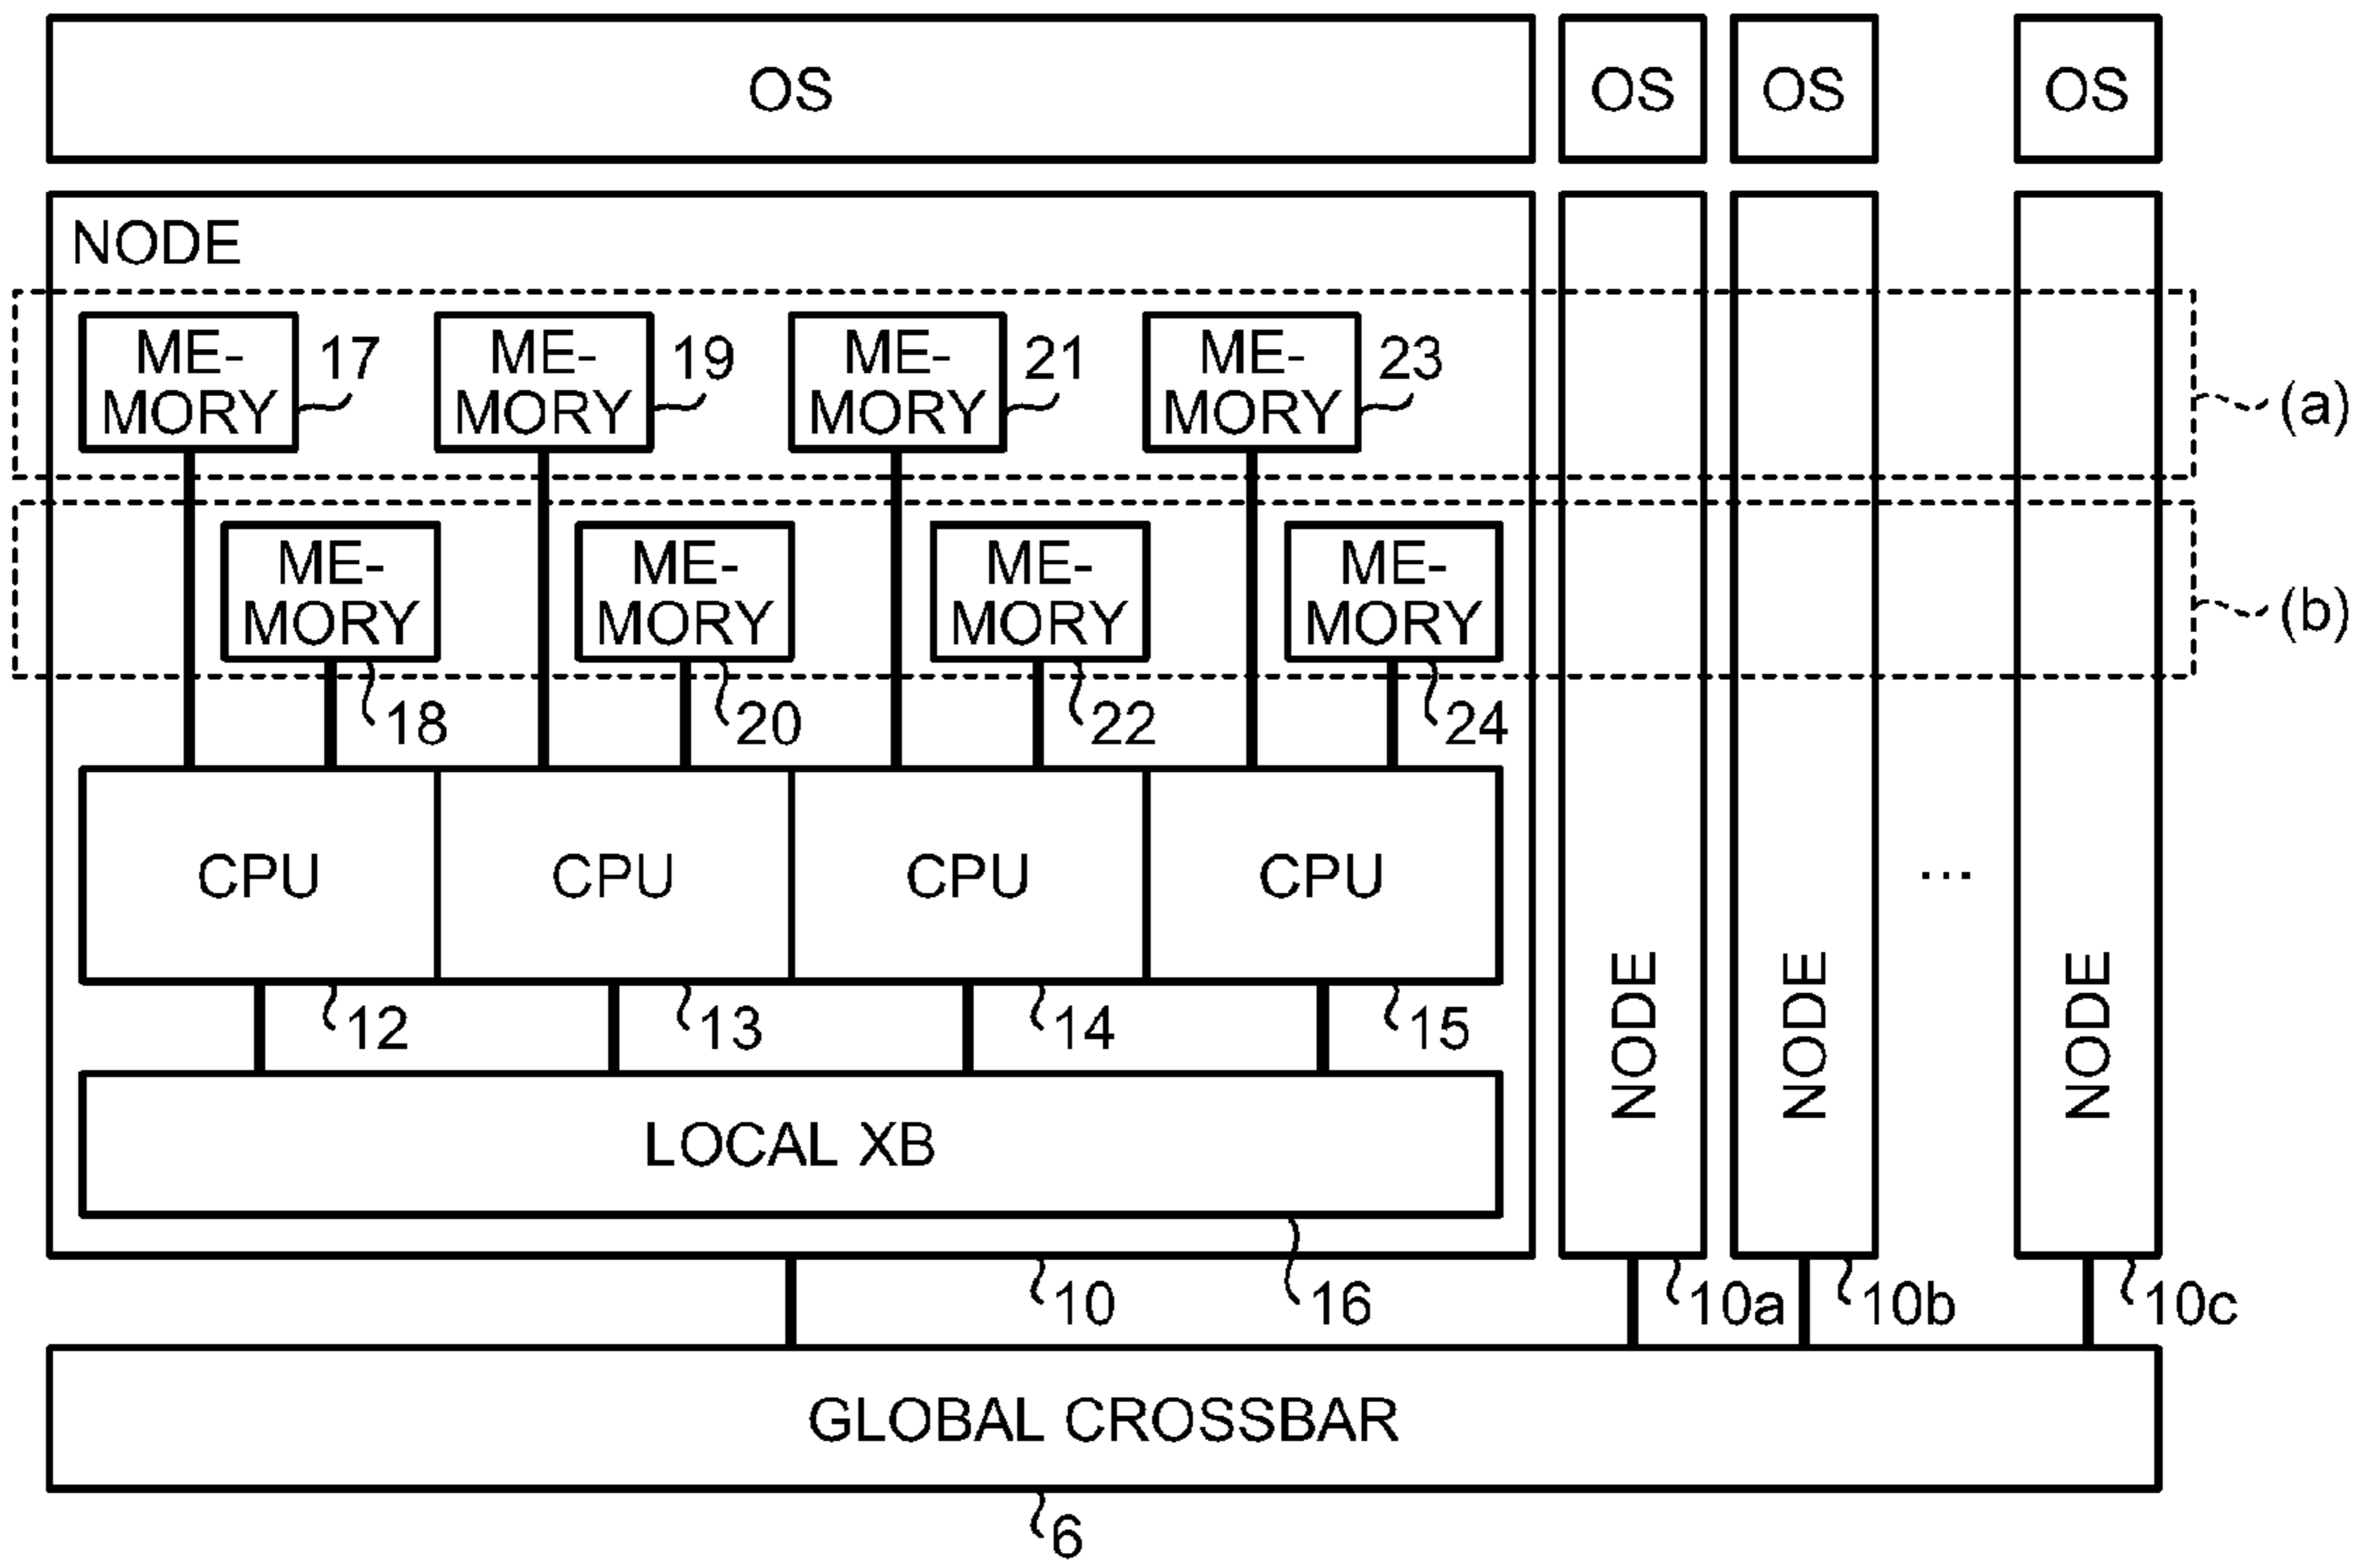 OS OS OS OS
NODE
ME-
MORY 17
ME-
MORY 19
ME-
MORY 21
ME-
MORY 23
(a)
ME-
MORY
ME-
MORY
ME-
MORY
ME-
MORY
(b)
18 20 22 24
CPU CPU CPU CPU ...
12 13 14 15
NODE NODE NODE
LOCAL XB
10 16 10a 10b 10c
GLOBAL CROSSBAR
6